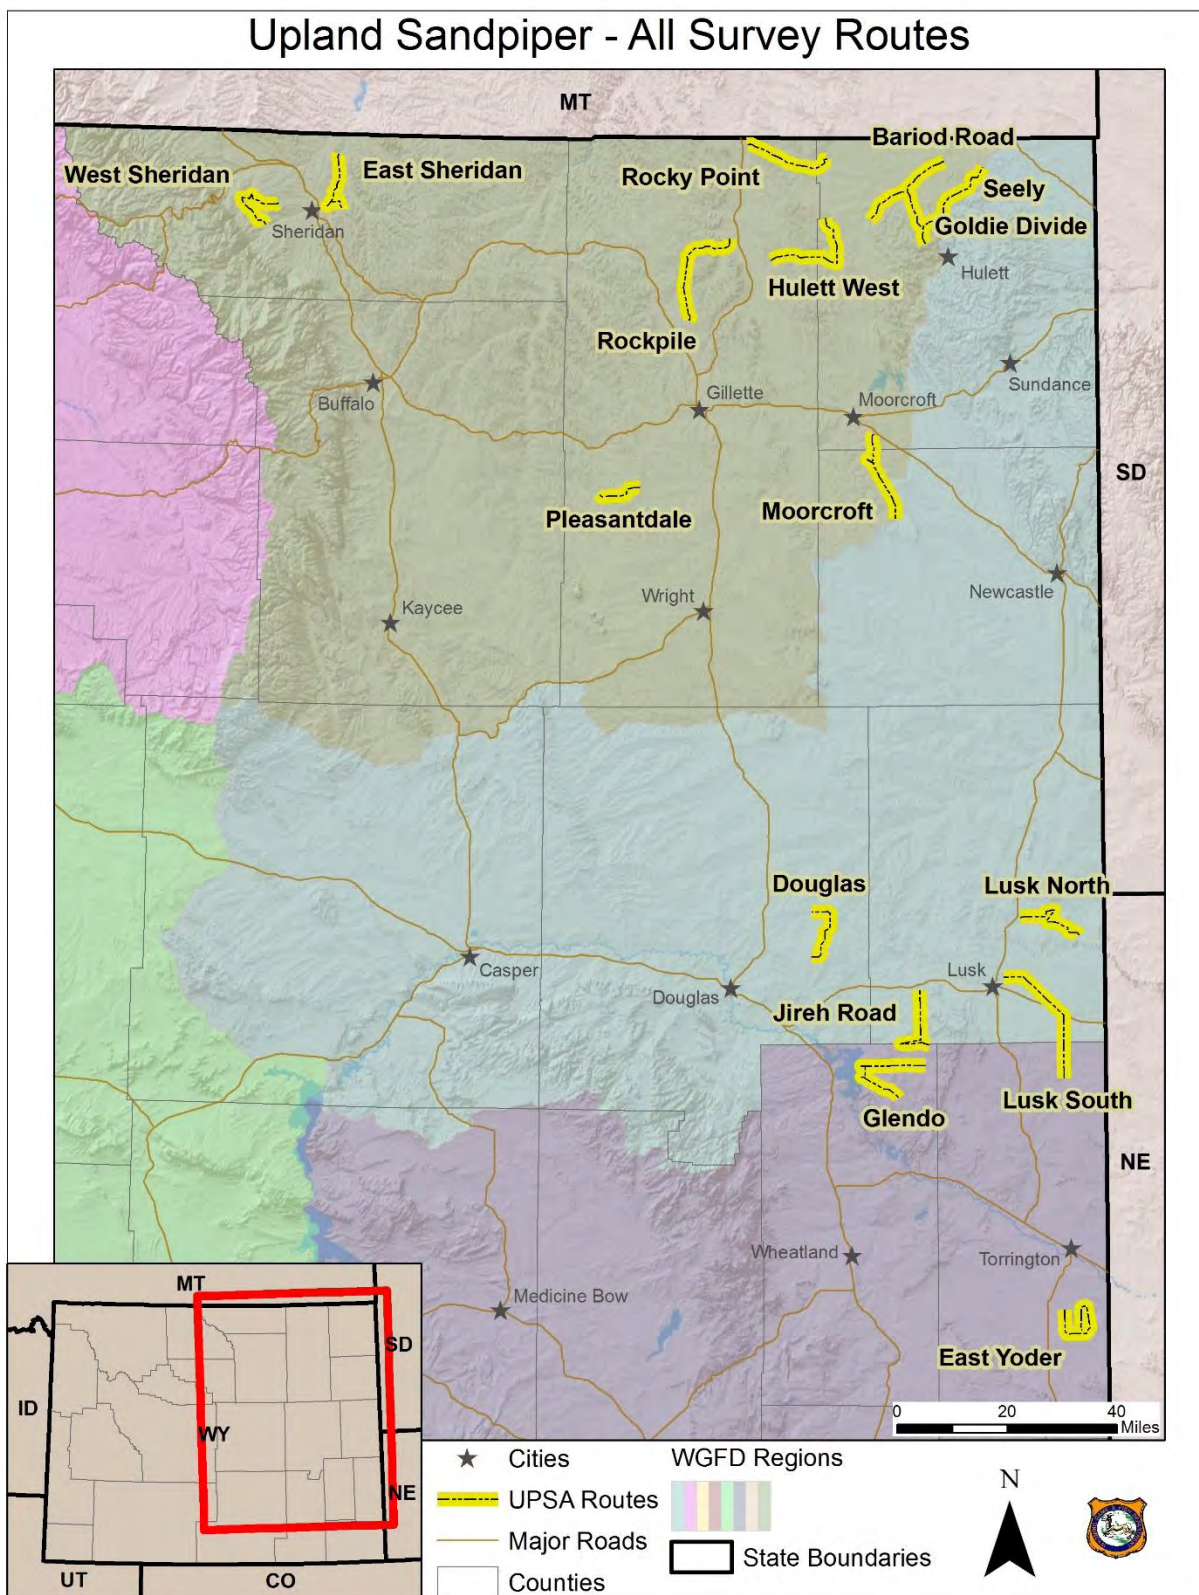 Upland Sandpiper - All Survey Routes
MT
Bariod Road
West Sheridan
East Sheridan
Rocky Point
Seely
Sheridan
Goldie Divide
Hulett
Hulett West
Rockpile
Sundance
Buffalo
Gillette
Moorcroft
SD
Pleasantdale
Moorcroft
Newcastle
Kaycee
Wright
Douglas
Lusk North
Casper
Lusk
Douglas
Jireh Road
Lusk South
Glendo
NE
Wheatland
Torrington
Medicine Bow
East Yoder
0 20 40
Miles
MT
SD
ID
WY
NE
UT
CO
Cities
UPSA Routes
Major Roads
Counties
WGFD Regions
State Boundaries
N